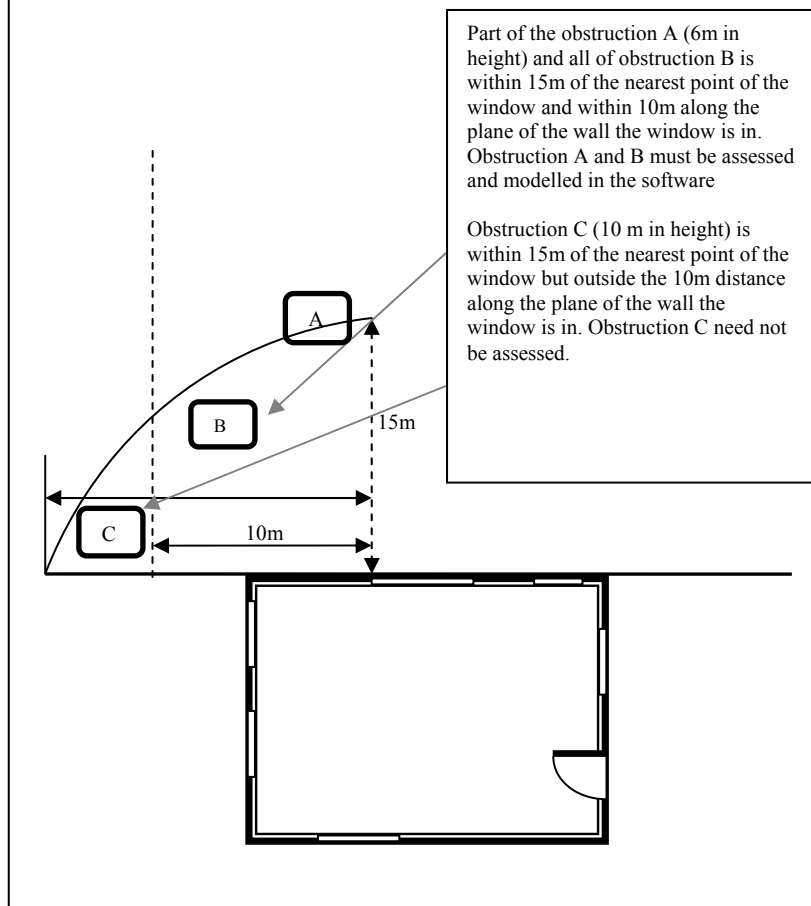 Part of the obstruction A (6m in
height) and all of obstruction B is
within 15m of the nearest point of the
window and within 10m along the
plane of the wall the window is in.
Obstruction A and B must be assessed
and modelled in the software
Obstruction C (10 m in height) is
within 15m of the nearest point of the
window but outside the 10m distance
along the plane of the wall the
window is in. Obstruction C need not
be assessed.
A
B
15m
C
10m